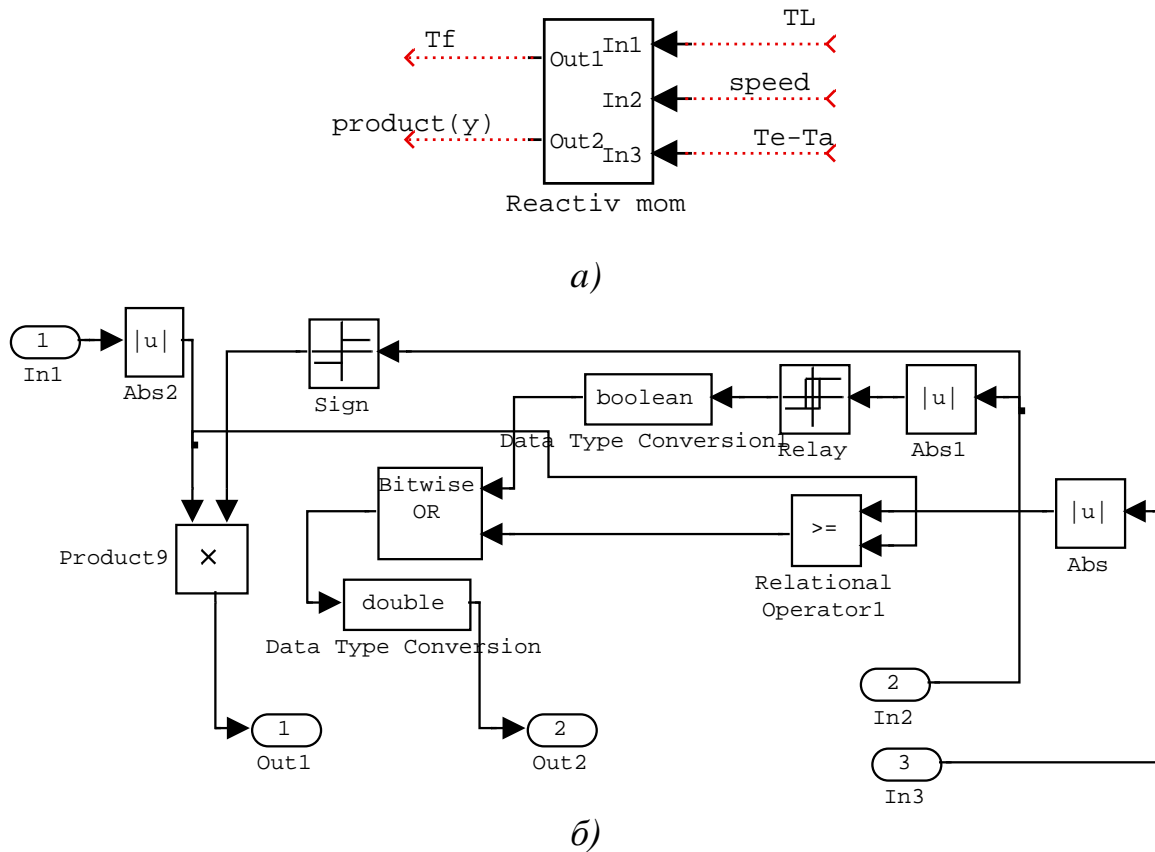 TL
Tf
In1
Out1
speed
In2
product(y)
Out2
Te-Ta
In3
Reactiv mom
а)
1
|u|
In1
Abs2
Sign
boolean
|u|
Data Type Conversion1
Relay
Abs1
Bitwise
OR
>=
|u|
Product9
×
Abs
Relational
Operator1
double
Data Type Conversion
2
In2
1
2
Out1
Out2
3
In3
б)